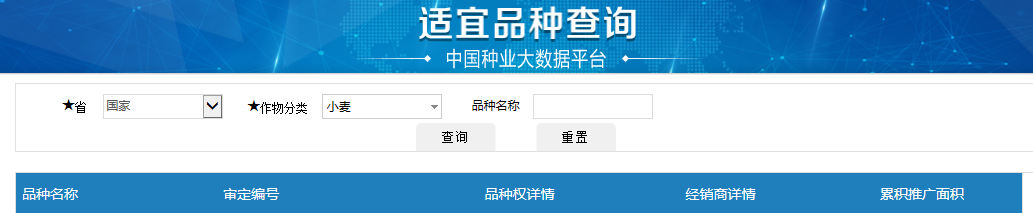 适宜品种查询
中国种业大数据平台
★省 国家 ★作物分类 小麦 品种名称
查询 重置
品种名称 审定编号 品种权详情 经销商详情 累积推广面积